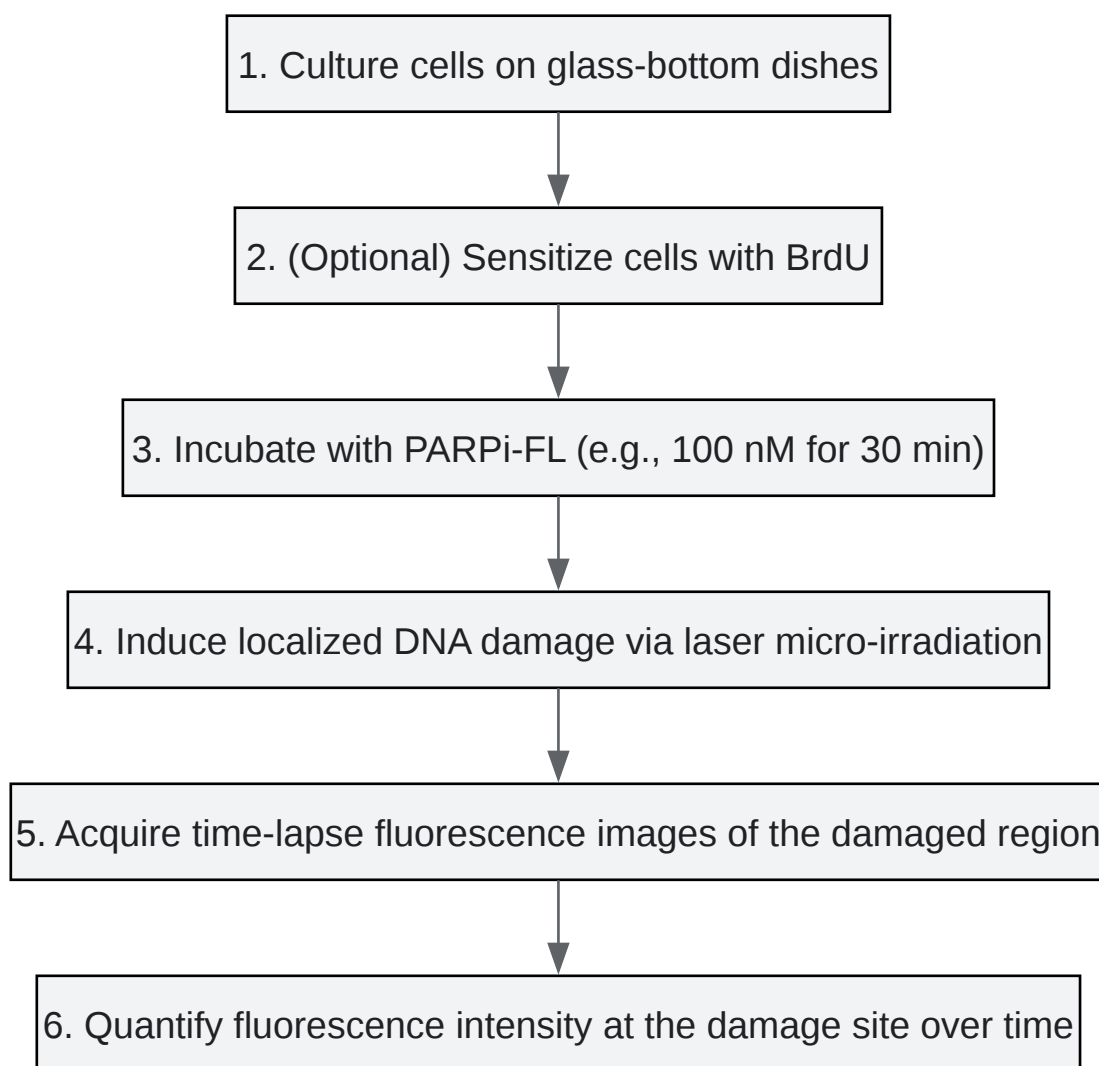 1. Culture cells on glass-bottom dishes
2. (Optional) Sensitize cells with BrdU
3. Incubate with PARPi-FL (e.g., 100 nM for 30 min)
4. Induce localized DNA damage via laser micro-irradiation
5. Acquire time-lapse fluorescence images of the damaged region
6. Quantify fluorescence intensity at the damage site over time